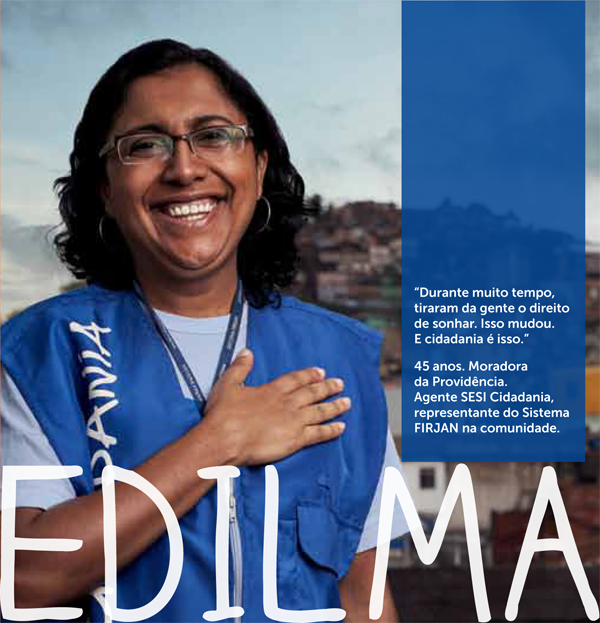 "Durante muito tempo,
tiraram da gente o direito
de sonhar. Isso mudou.
E cidadania é isso."
45 anos. Moradora
da Providência.
Agente SESI Cidadania,
representante do Sistema
FIRJAN na comunidade.
EDILMA